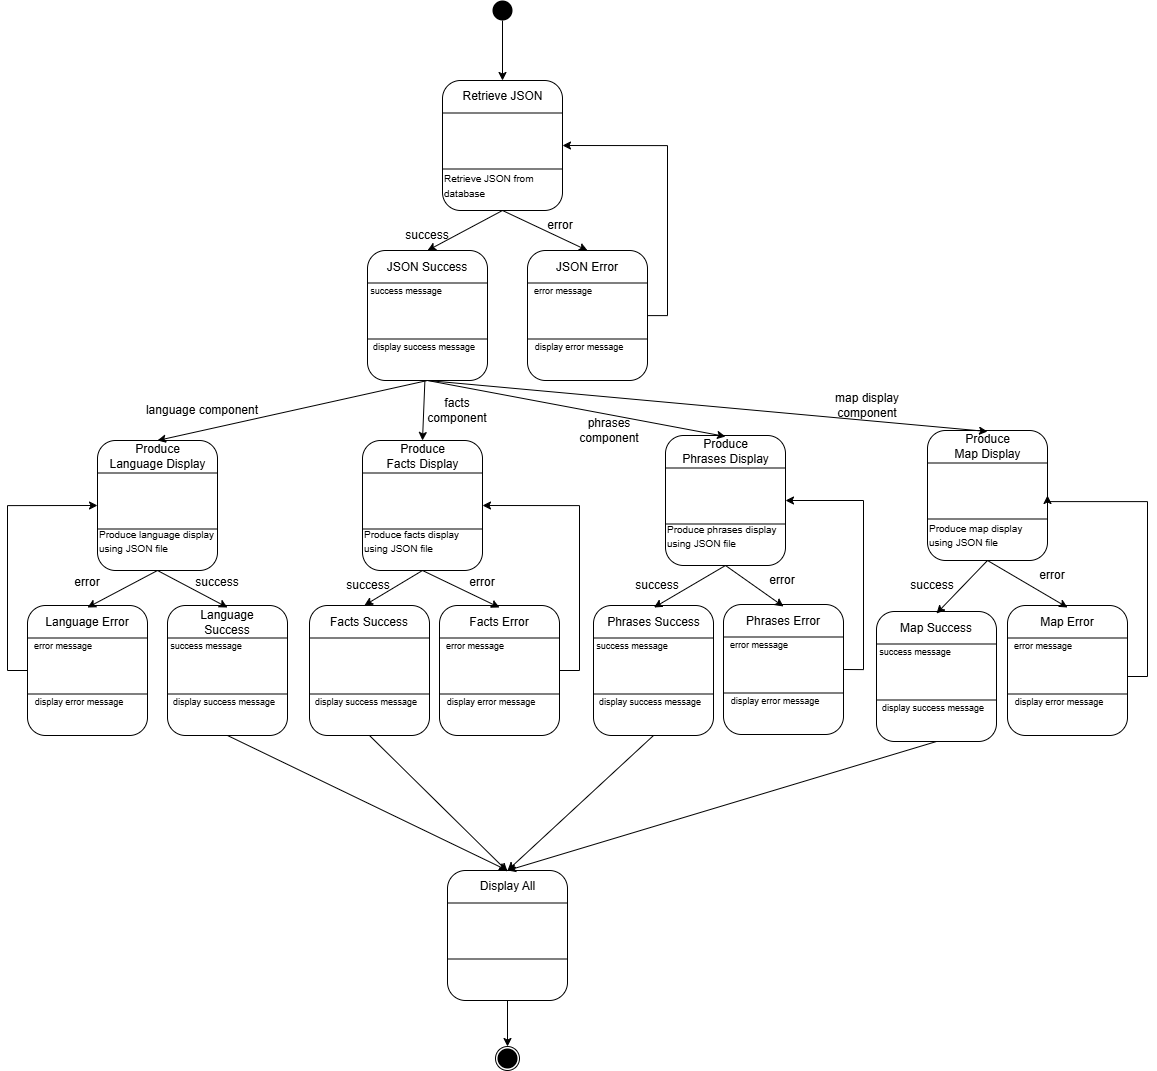 Retrieve JSON
Retrieve JSON from
database
success
error
JSON Success
success message
display success message
JSON Error
error message
display error message
language component
facts
component
phrases
component
map display
component
Produce
Language Display
Produce language display
using JSON file
Produce
Facts Display
Produce facts display
using JSON file
Produce
Phrases Display
Produce phrases display
using JSON file
Produce
Map Display
Produce map display
using JSON file
error
success
success
error
success
error
success
error
Language Error
error message
display error message
Language
Success
success message
display success message
Facts Success
display success message
Facts Error
error message
display error message
Phrases Success
success message
display success message
Phrases Error
error message
display error message
Map Success
success message
display success message
Map Error
error message
display error message
Display All